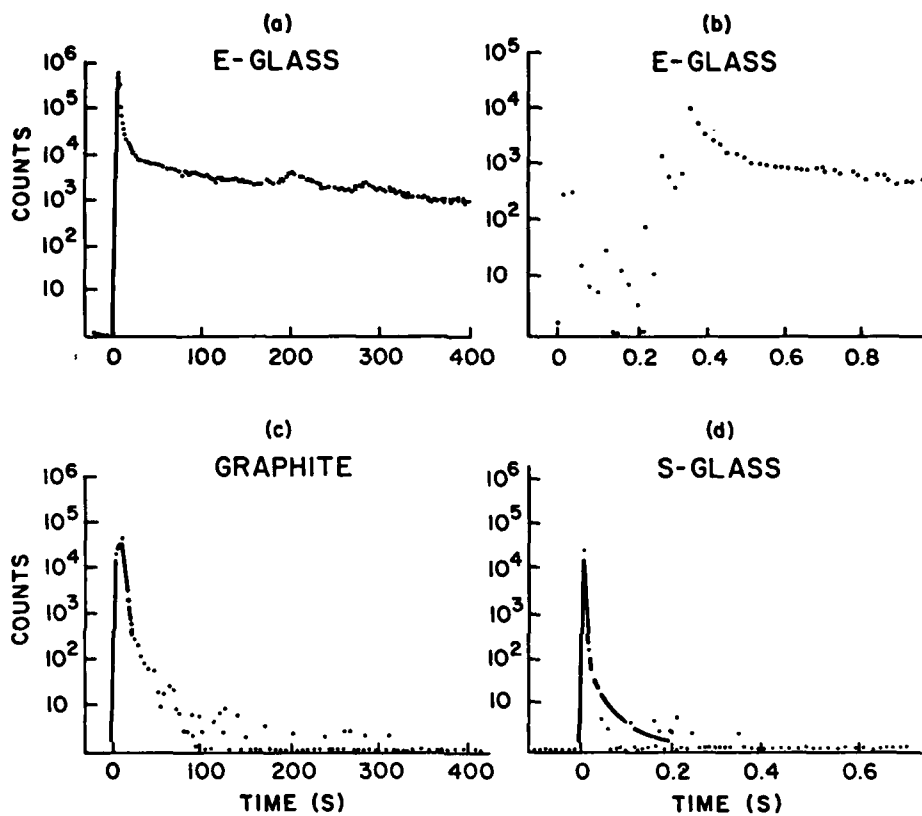 (a)
E-GLASS
COUNTS
10⁶
10⁵
10⁴
10³
10²
10
0 100 200 300 400
(b)
E-GLASS
10⁵
10⁴
10³
10²
10
0 0.2 0.4 0.6 0.8
(c)
GRAPHITE
COUNTS
10⁶
10⁵
10⁴
10³
10²
10
0 100 200 300 400
TIME (S)
(d)
S-GLASS
10⁶
10⁵
10⁴
10³
10²
10
0 0.2 0.4 0.6
TIME (S)